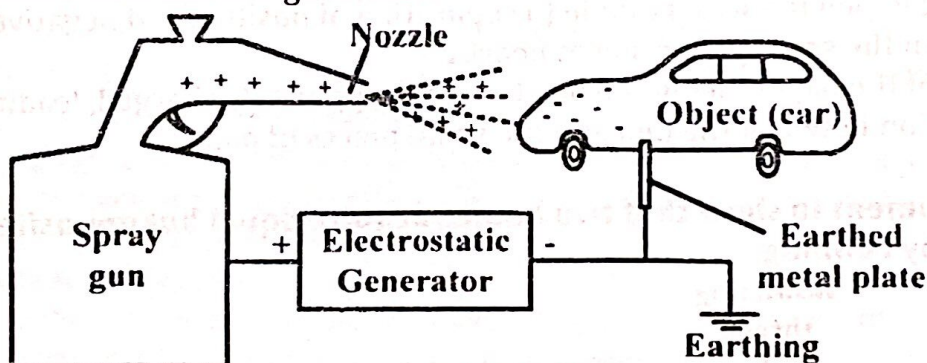 Nozzle
+ + + + + +
Object (car)
Spray
gun
+
Electrostatic
Generator
-
Earthed
metal plate
Earthing